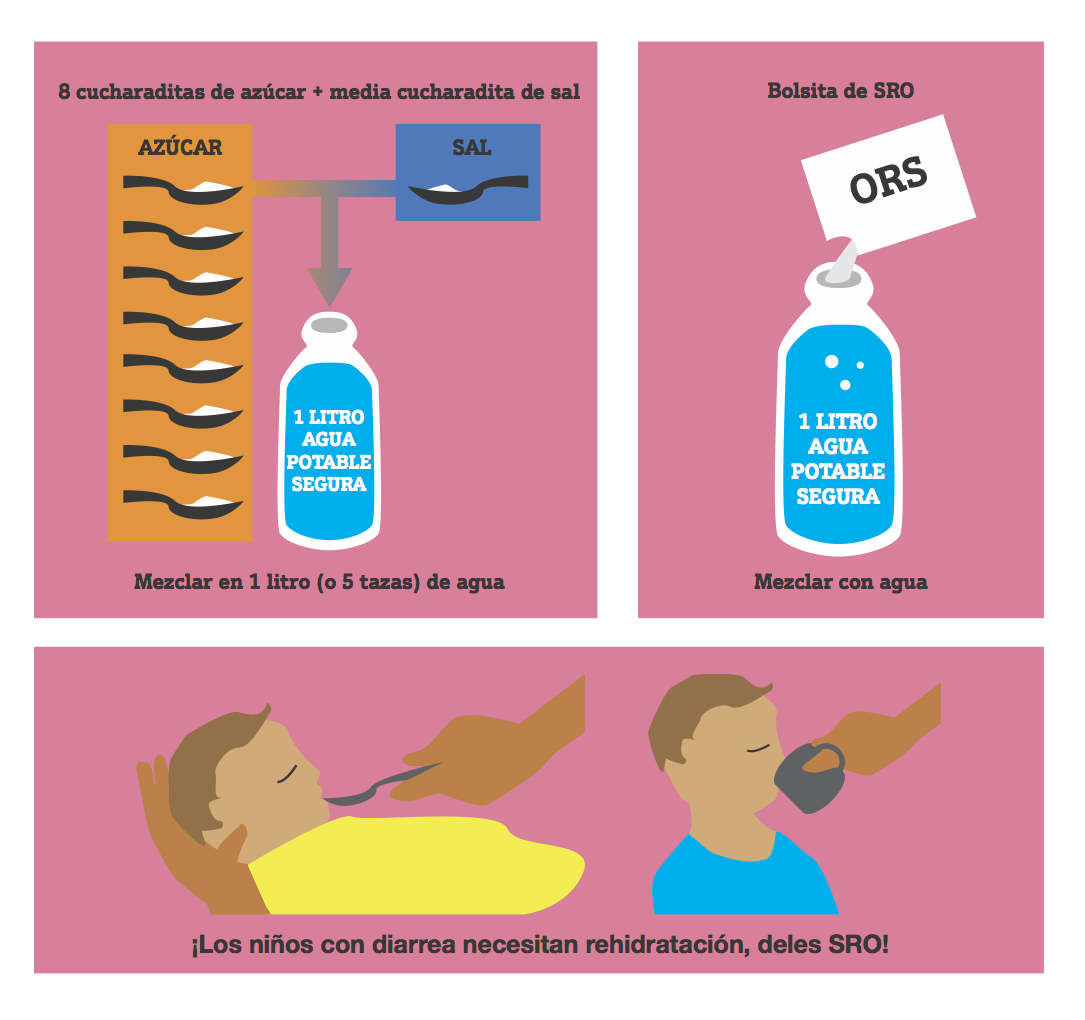 8 cucharaditas de azúcar + media cucharadita de sal
AZÚCAR
SAL
1 LITRO
AGUA
POTABLE
SEGURA
Mezclar en 1 litro (o 5 tazas) de agua
Bolsita de SRO
ORS
1 LITRO
AGUA
POTABLE
SEGURA
Mezclar con agua
¡Los niños con diarrea necesitan rehidratación, deles SRO!